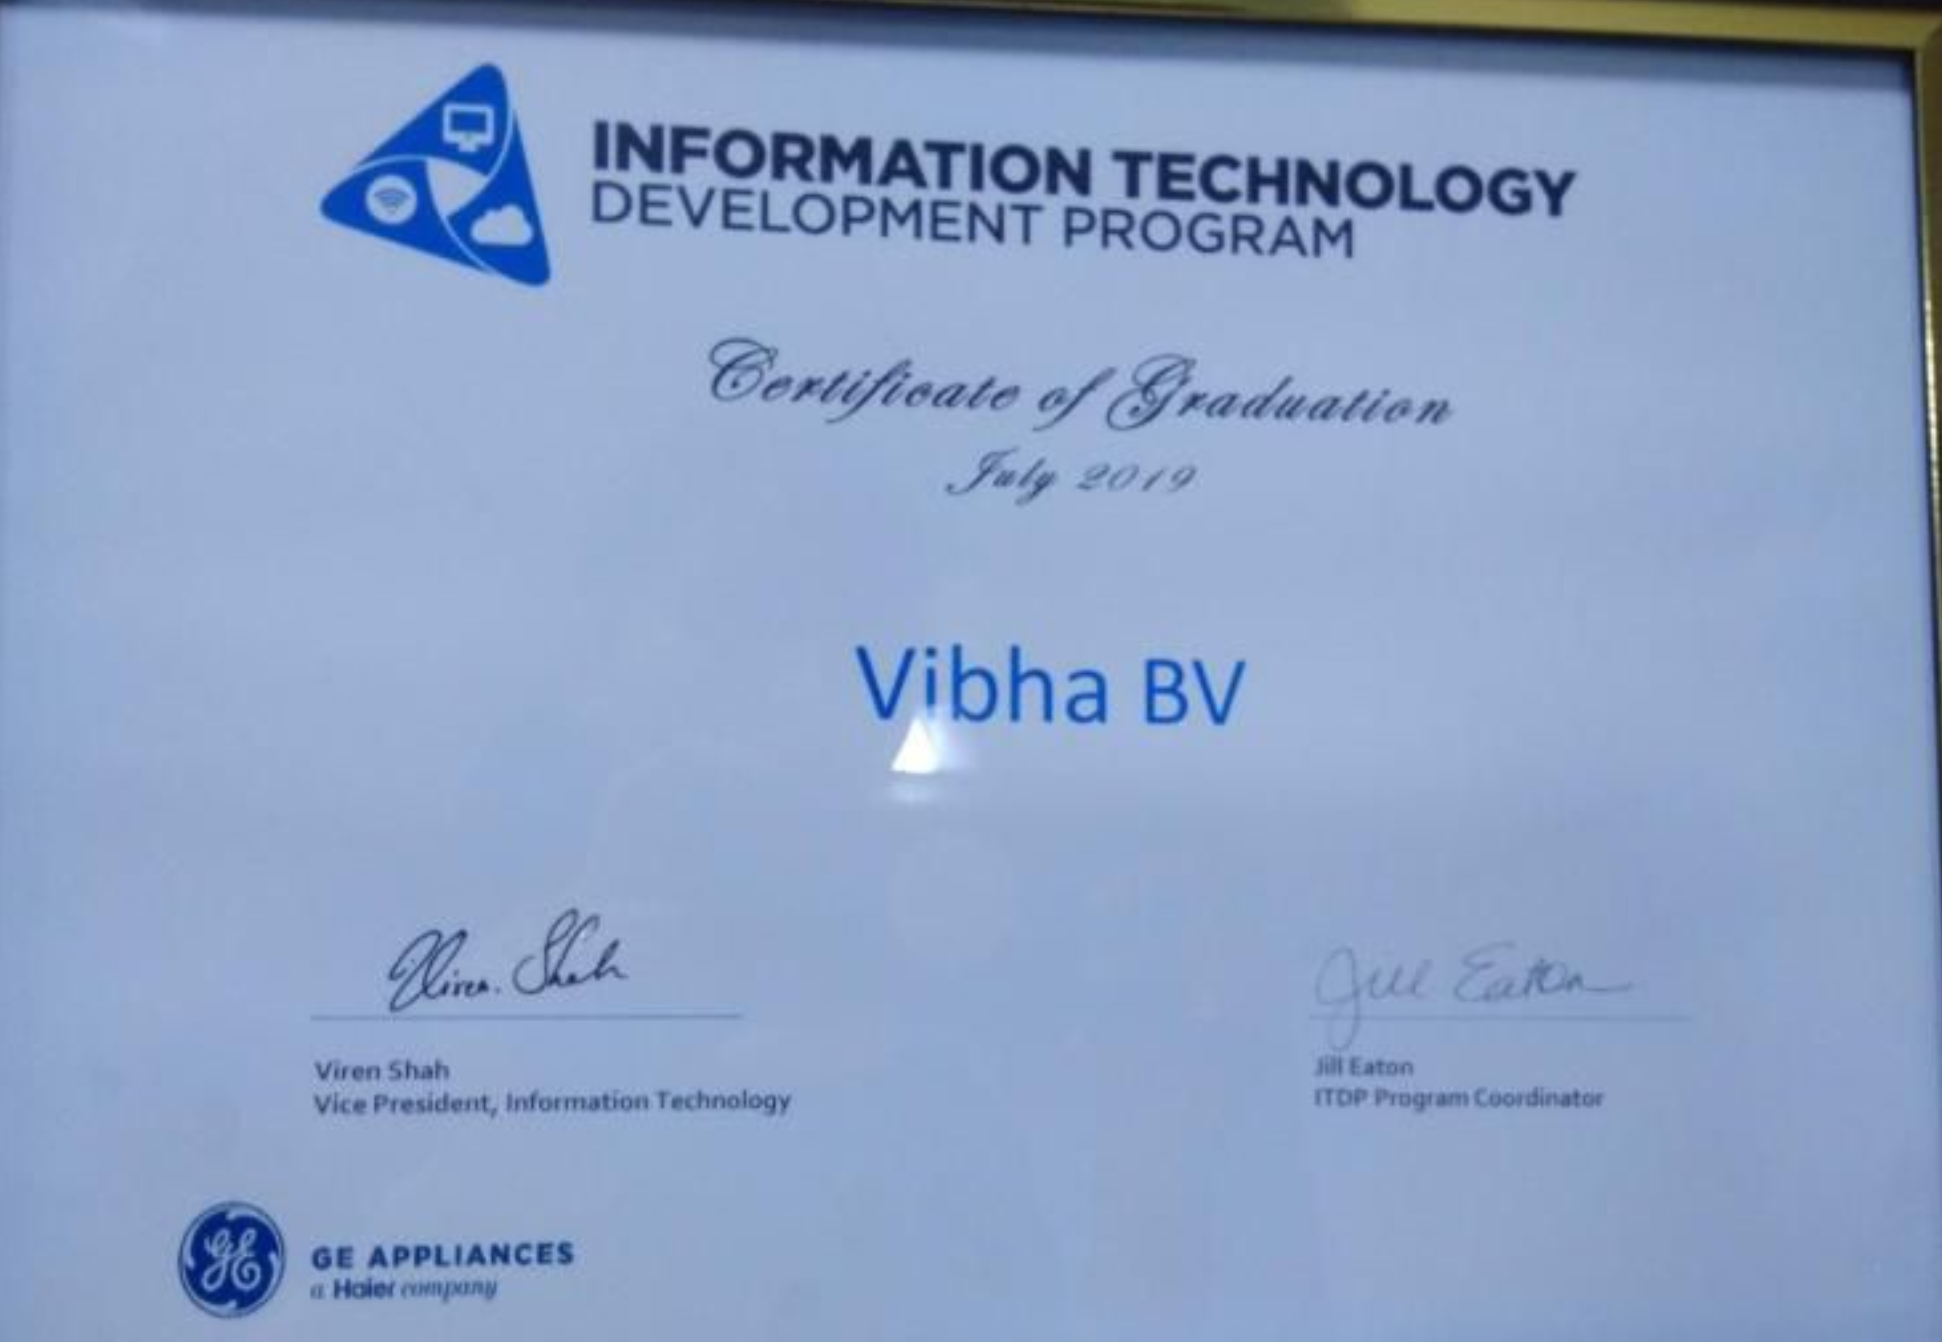 INFORMATION TECHNOLOGY
DEVELOPMENT PROGRAM
Certificate of Graduation
July 2019
Vibha BV
Viren Shah
Jill Eaton
Viren Shah
Vice President, Information Technology
Jill Eaton
ITDP Program Coordinator
GE
GE APPLIANCES
a Haier company